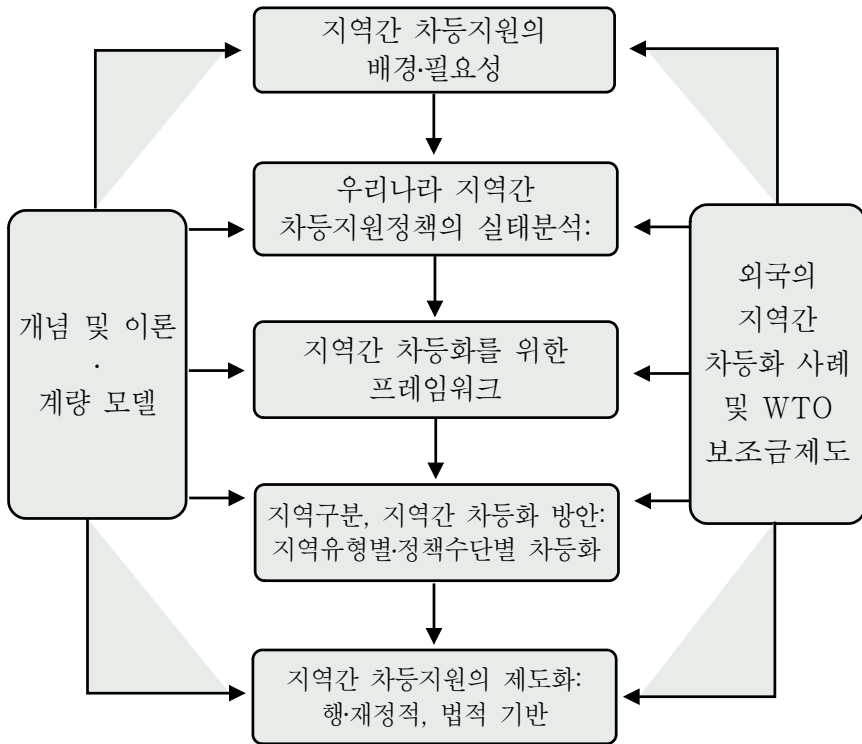 지역간 차등지원의
배경·필요성
우리나라 지역간
차등지원정책의 실태분석:
개념 및 이론
·
계량 모델
지역간 차등화를 위한
프레임워크
외국의
지역간
차등화 사례
및 WTO
보조금제도
지역구분, 지역간 차등화 방안:
지역유형별·정책수단별 차등화
지역간 차등지원의 제도화:
행·재정적, 법적 기반